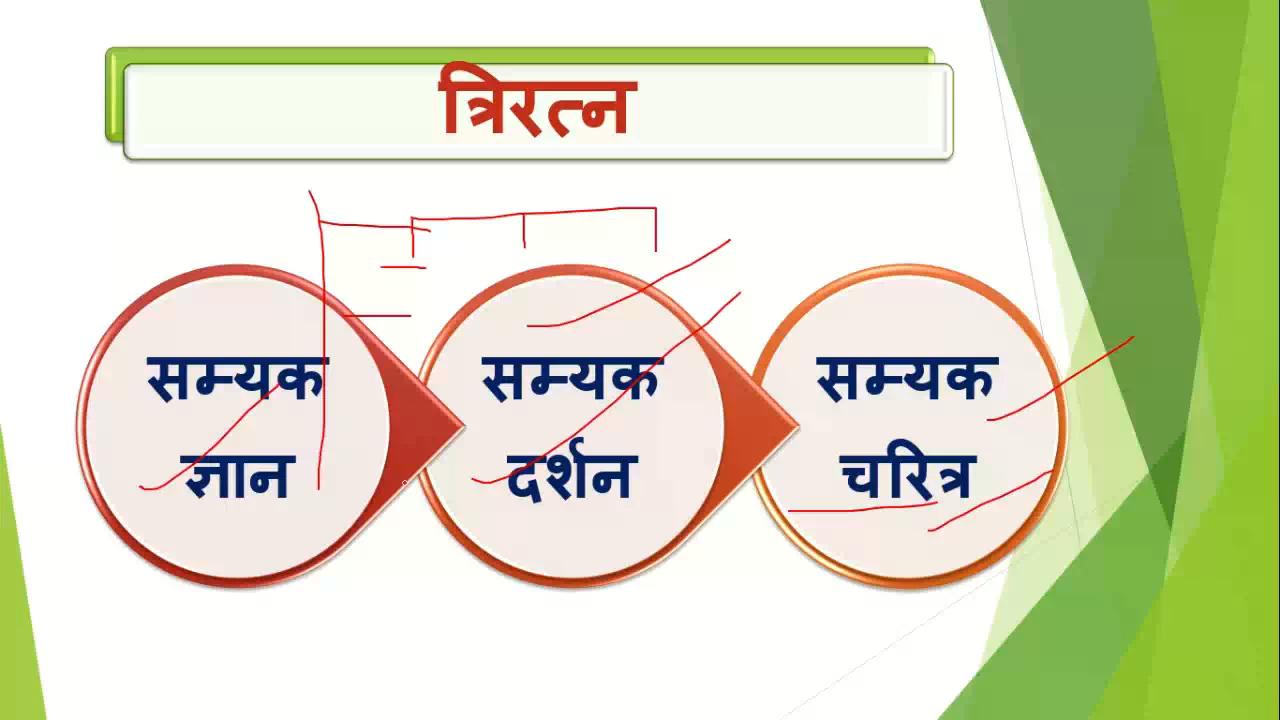 त्रिरत्न
सम्यक
ज्ञान
सम्यक
दर्शन
सम्यक
चरित्र